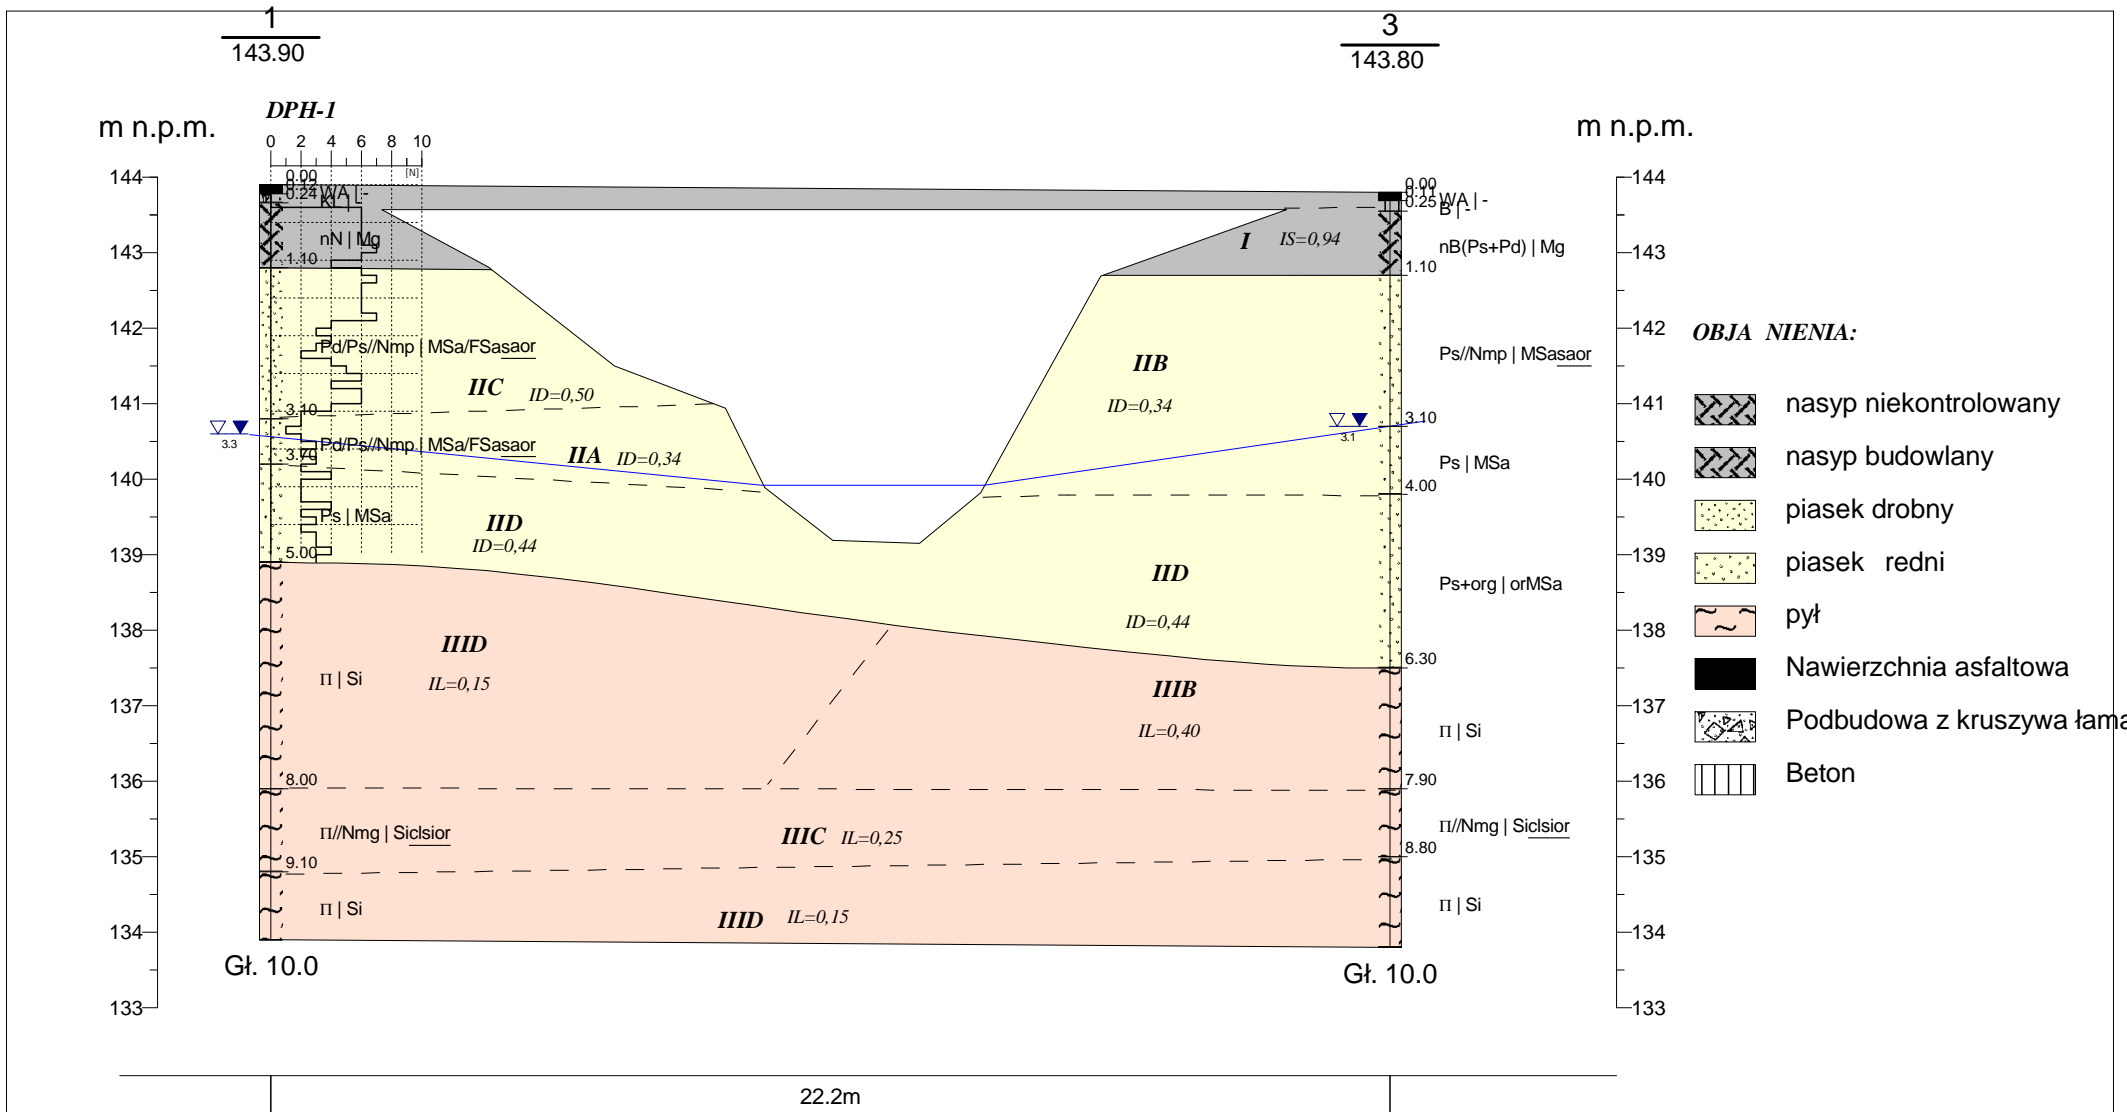 1
143.90
3
143.80
DPH-1
m n.p.m.
m n.p.m.
0 2 4 6 8 10
[N]
144
143
142
141
140
139
138
137
136
135
134
133
0.00
0.12
0.24
WA | -
nN | Mg
1.10
Pd/Ps//Nmp | MSa/FSasaor
3.10
Pd/Ps//Nmp | MSa/FSasaor
3.70
Ps | MSa
5.00
Π | Si
8.00
Π//Nmg | Siclsior
9.10
Π | Si
Gł. 10.0
3.3
IIC ID=0,50
IIA ID=0,34
IID
ID=0,44
IIID
IL=0,15
IIIC IL=0,25
IIID IL=0,15
I IS=0,94
IIB
ID=0,34
IID
ID=0,44
IIIB
IL=0,40
3.1
0.00
0.11
0.25
WA | -
B | -
nB(Ps+Pd) | Mg
1.10
Ps//Nmp | MSasaor
3.10
Ps | MSa
4.00
Ps+org | orMSa
6.30
Π | Si
7.90
Π//Nmg | Siclsior
8.80
Π | Si
Gł. 10.0
144
143
142
141
140
139
138
137
136
135
134
133
OBJA NIENIA:
nasyp niekontrolowany
nasyp budowlany
piasek drobny
piasek redni
pył
Nawierzchnia asfaltowa
Podbudowa z kruszywa łama
Beton
22.2m